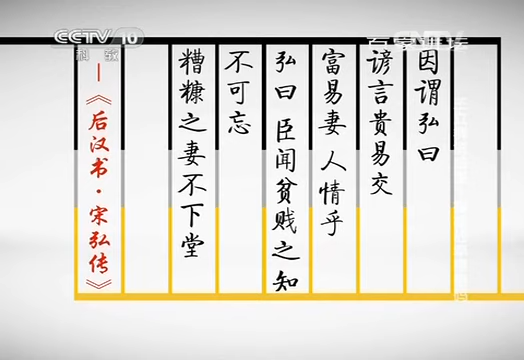 CCTV 10
科教
百家讲坛
因谓弘曰
谚言贵易交
富易妻 人情乎
弘曰 臣闻贫贱之知
不可忘
糟糠之妻不下堂
—《后汉书·宋弘传》